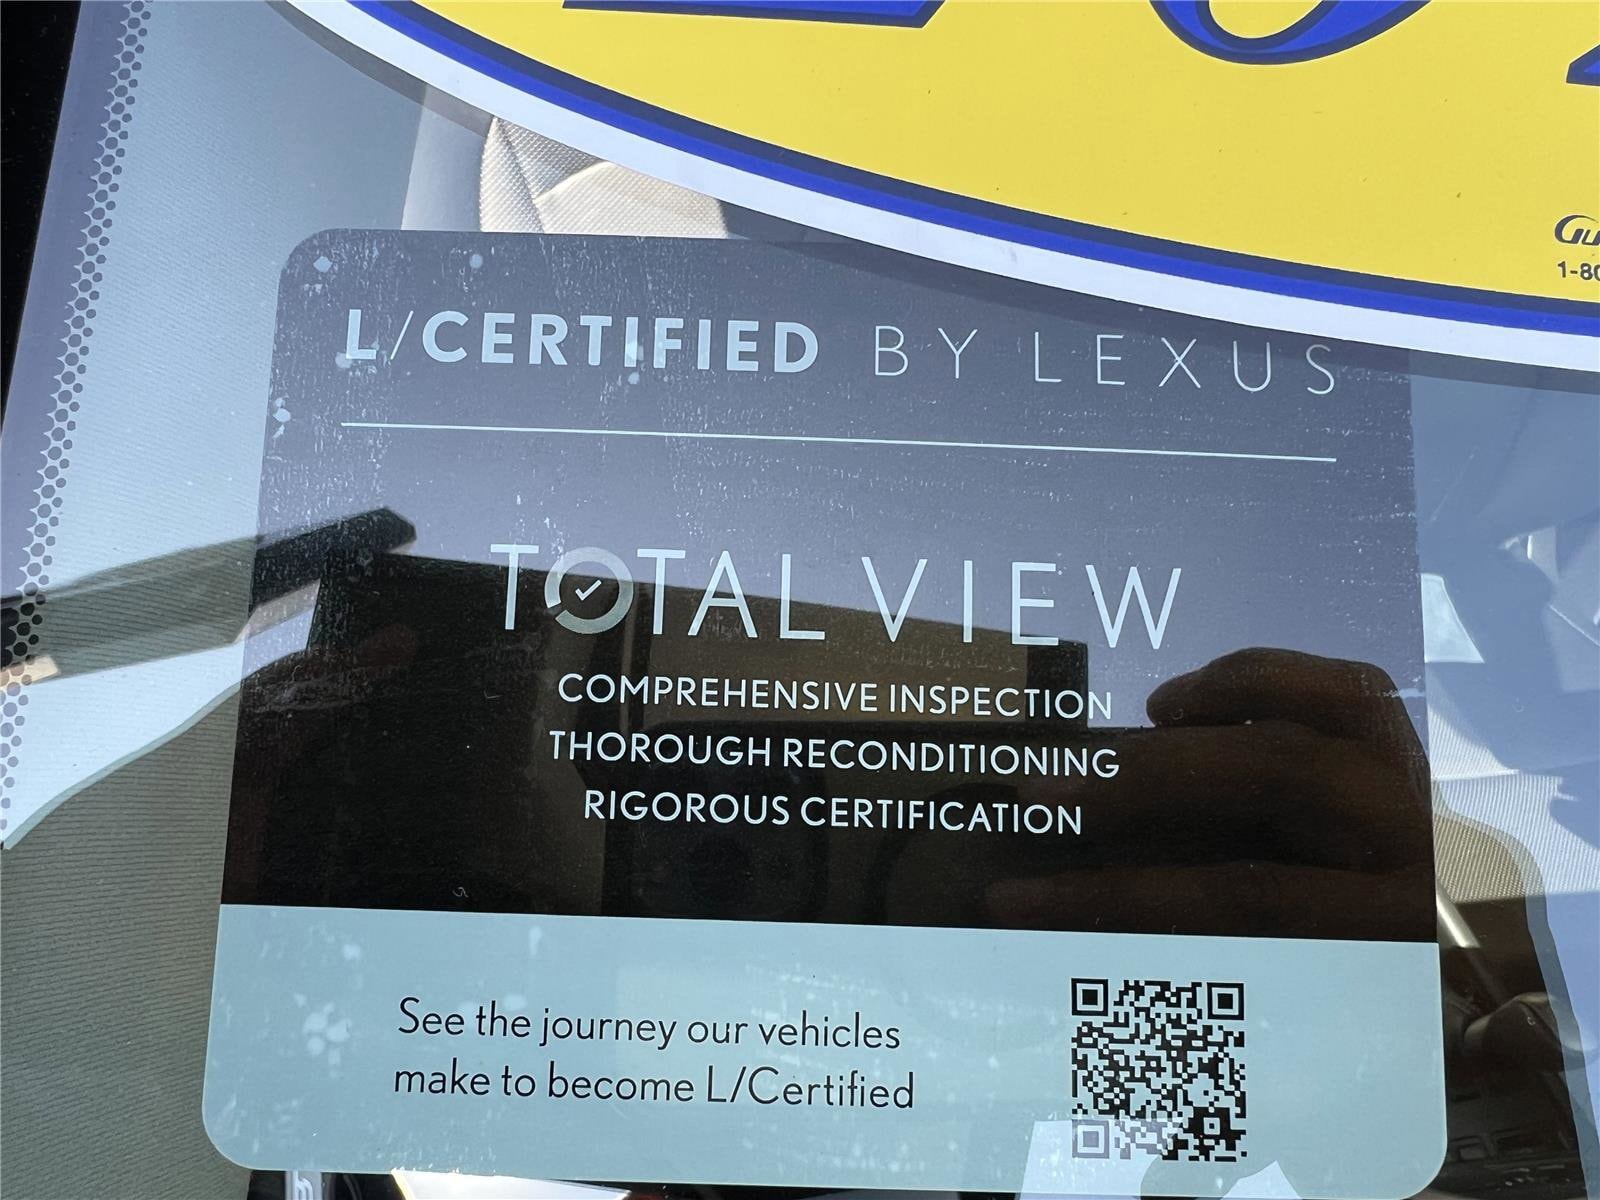 L/CERTIFIED BY LEXUS
TOTAL VIEW
COMPREHENSIVE INSPECTION
THOROUGH RECONDITIONING
RIGOROUS CERTIFICATION
See the journey our vehicles
make to become L/Certified